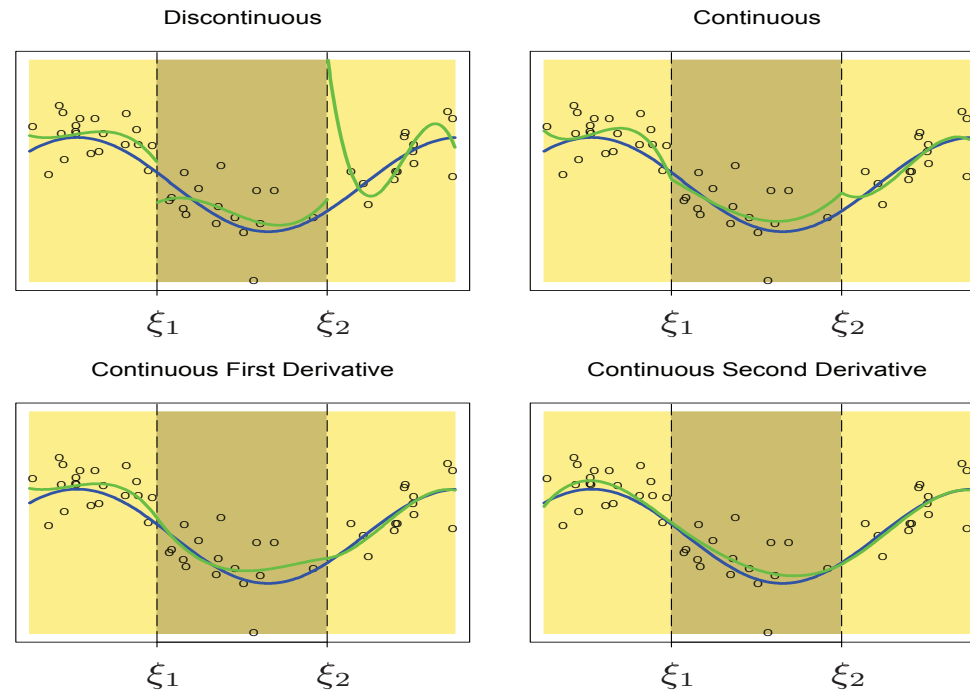 Discontinuous
Continuous
ξ₁ ξ₂
ξ₁ ξ₂
Continuous First Derivative
Continuous Second Derivative
ξ₁ ξ₂
ξ₁ ξ₂